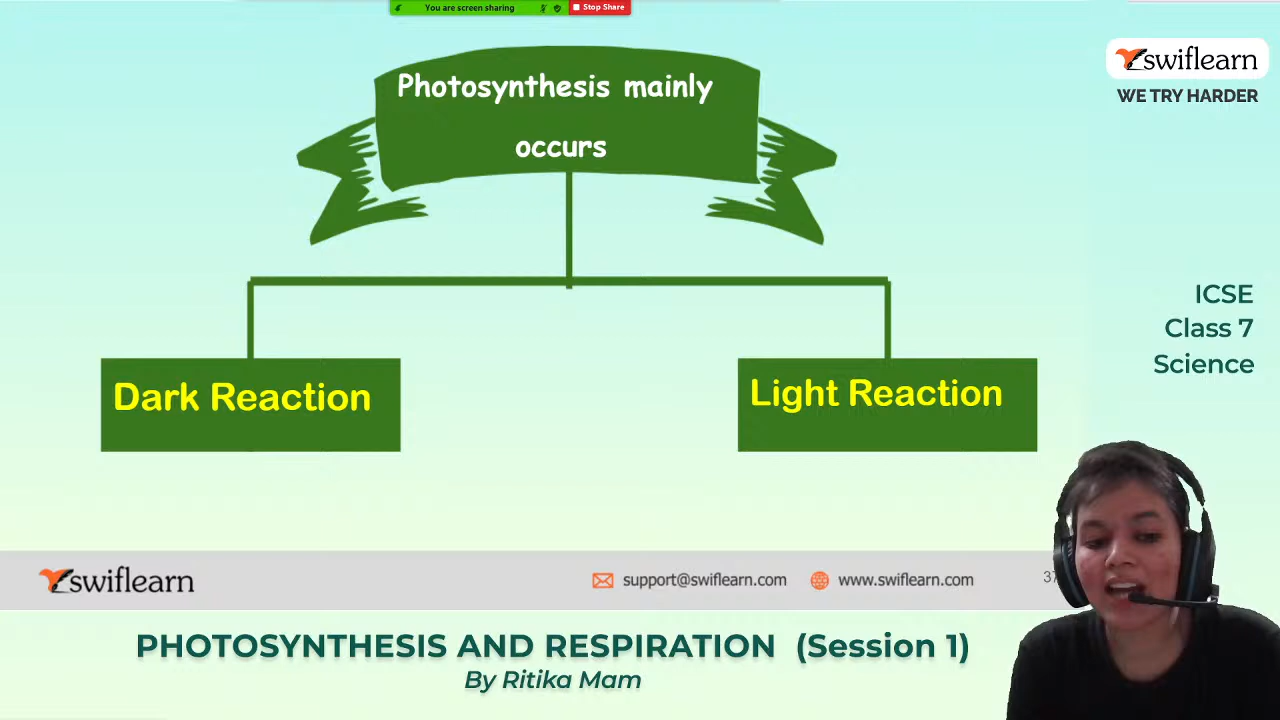 You are screen sharing
Stop Share
swiflearn
WE TRY HARDER
Photosynthesis mainly
occurs
ICSE
Class 7
Science
Dark Reaction
Light Reaction
swiflearn
support@swiflearn.com
www.swiflearn.com
37
PHOTOSYNTHESIS AND RESPIRATION (Session 1)
By Ritika Mam